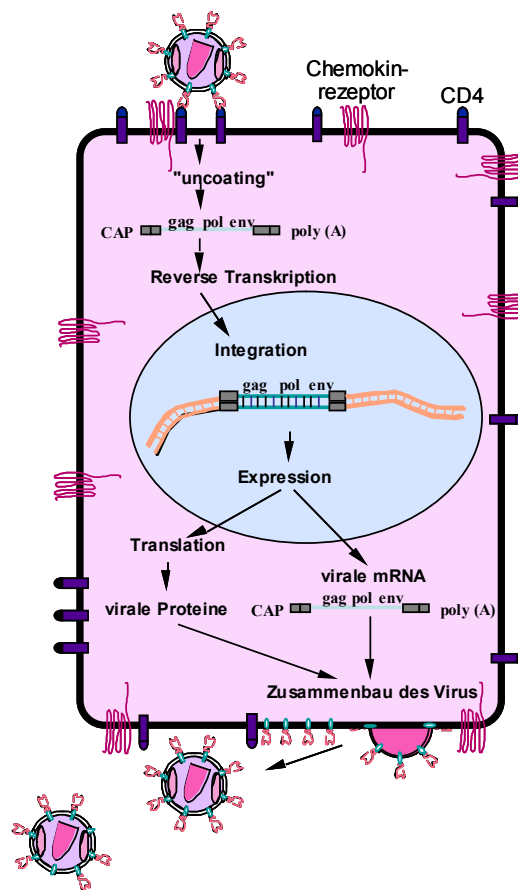 Chemokin-
rezeptor
CD4
"uncoating"
CAP gag pol env poly (A)
Reverse Transkription
Integration
gag pol env
Expression
Translation
virale mRNA
virale Proteine
CAP gag pol env poly (A)
Zusammenbau des Virus